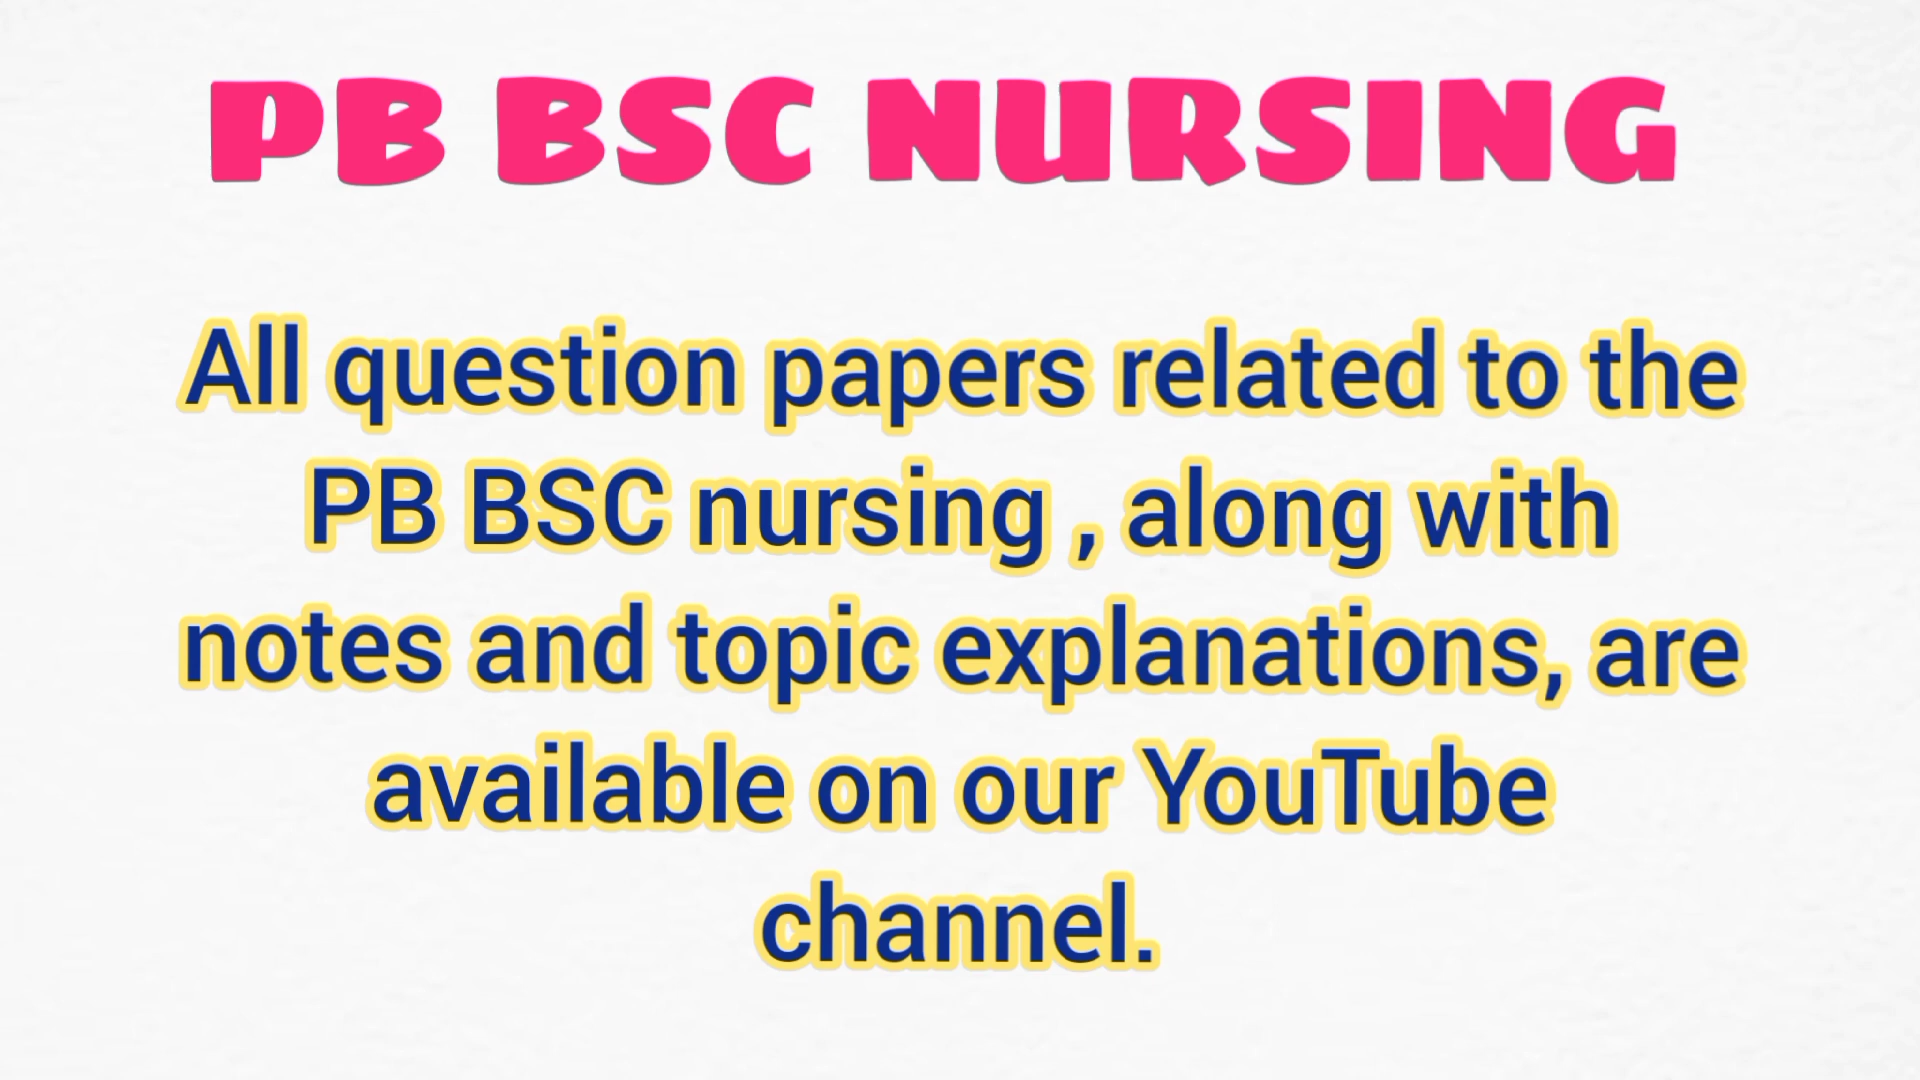 PB BSC NURSING
All question papers related to the
PB BSC nursing , along with
notes and topic explanations, are
available on our YouTube
channel.